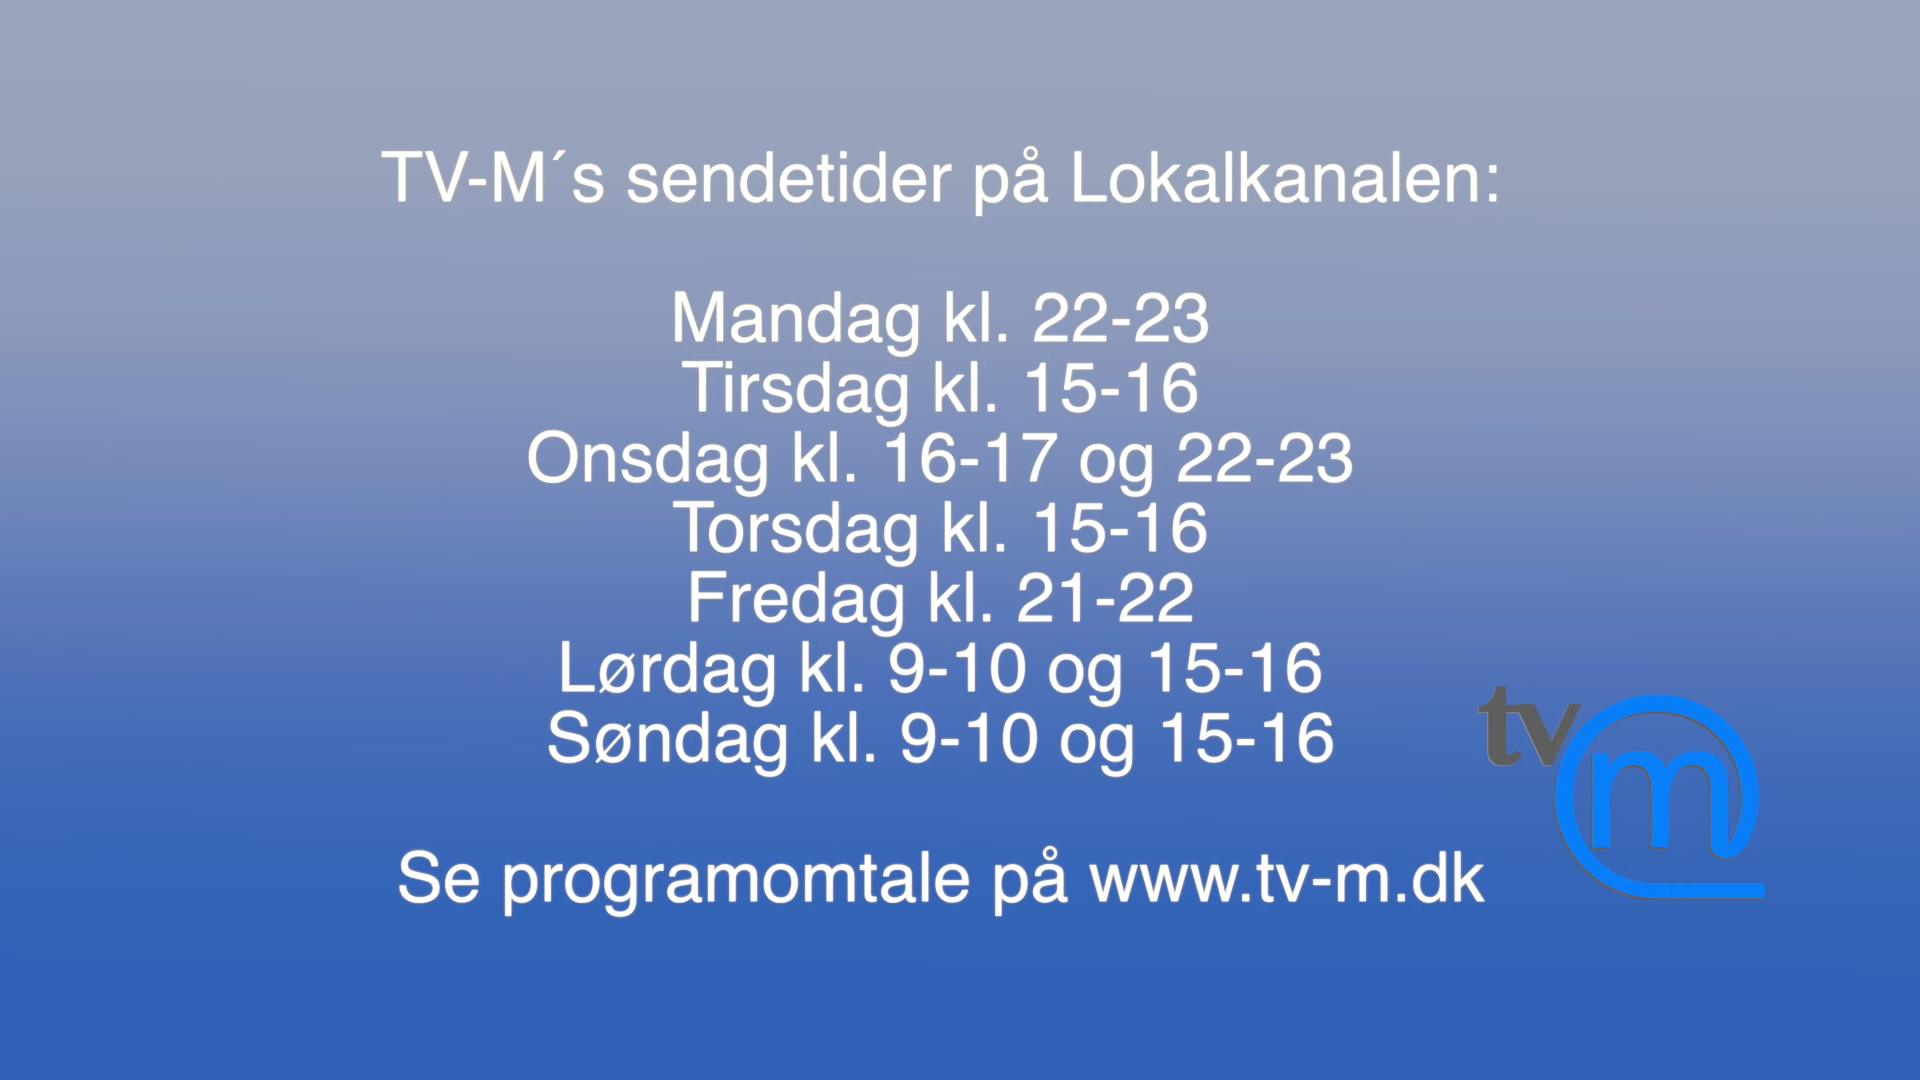 TV-M´s sendetider på Lokalkanalen:
Mandag kl. 22-23
Tirsdag kl. 15-16
Onsdag kl. 16-17 og 22-23
Torsdag kl. 15-16
Fredag kl. 21-22
Lørdag kl. 9-10 og 15-16
Søndag kl. 9-10 og 15-16
tv m
Se programomtale på www.tv-m.dk